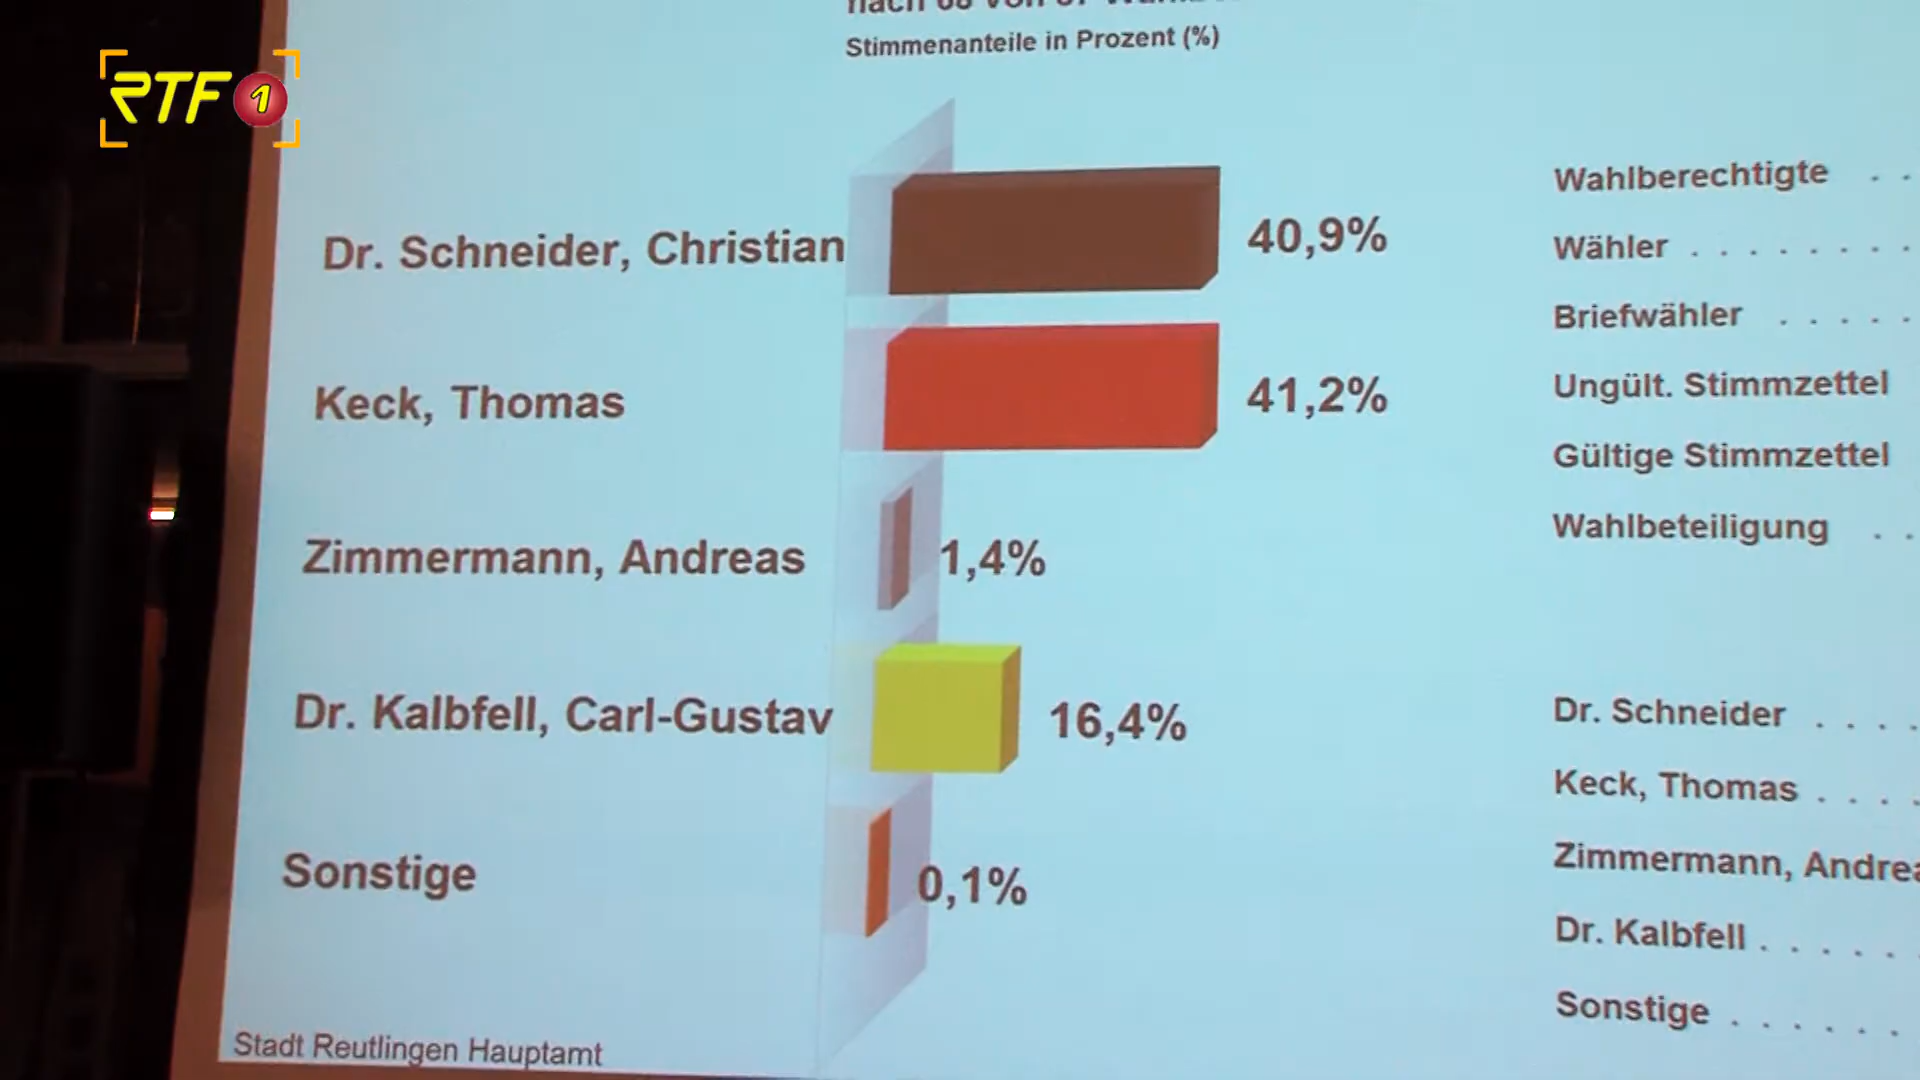 RTF 1
Stimmenanteile in Prozent (%)
Dr. Schneider, Christian 40,9%
Keck, Thomas 41,2%
Zimmermann, Andreas 1,4%
Dr. Kalbfell, Carl-Gustav 16,4%
Sonstige 0,1%
Stadt Reutlingen Hauptamt
Wahlberechtigte . .
Wähler . . . . . . . .
Briefwähler . . . . .
Ungült. Stimmzettel
Gültige Stimmzettel
Wahlbeteiligung . .
Dr. Schneider . . . .
Keck, Thomas . . . .
Zimmermann,
Dr. Kalbfell . . . . . .
Sonstige . . . . . .